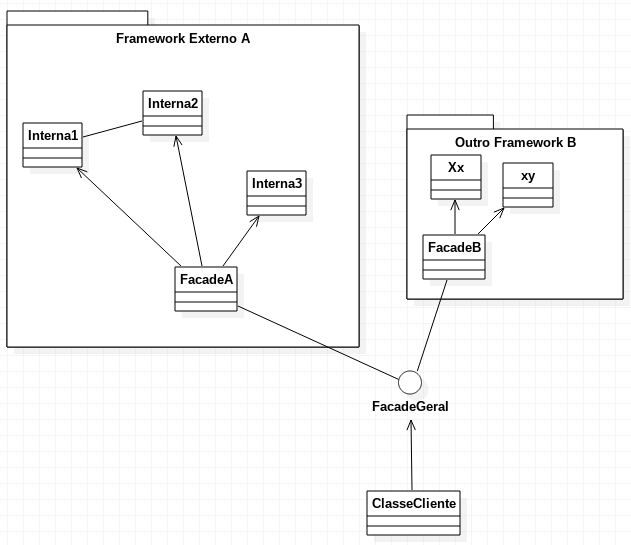 Framework Externo A
Interna2
Interna1
Interna3
FacadeA
Outro Framework B
Xx
xy
FacadeB
FacadeGeral
ClasseCliente